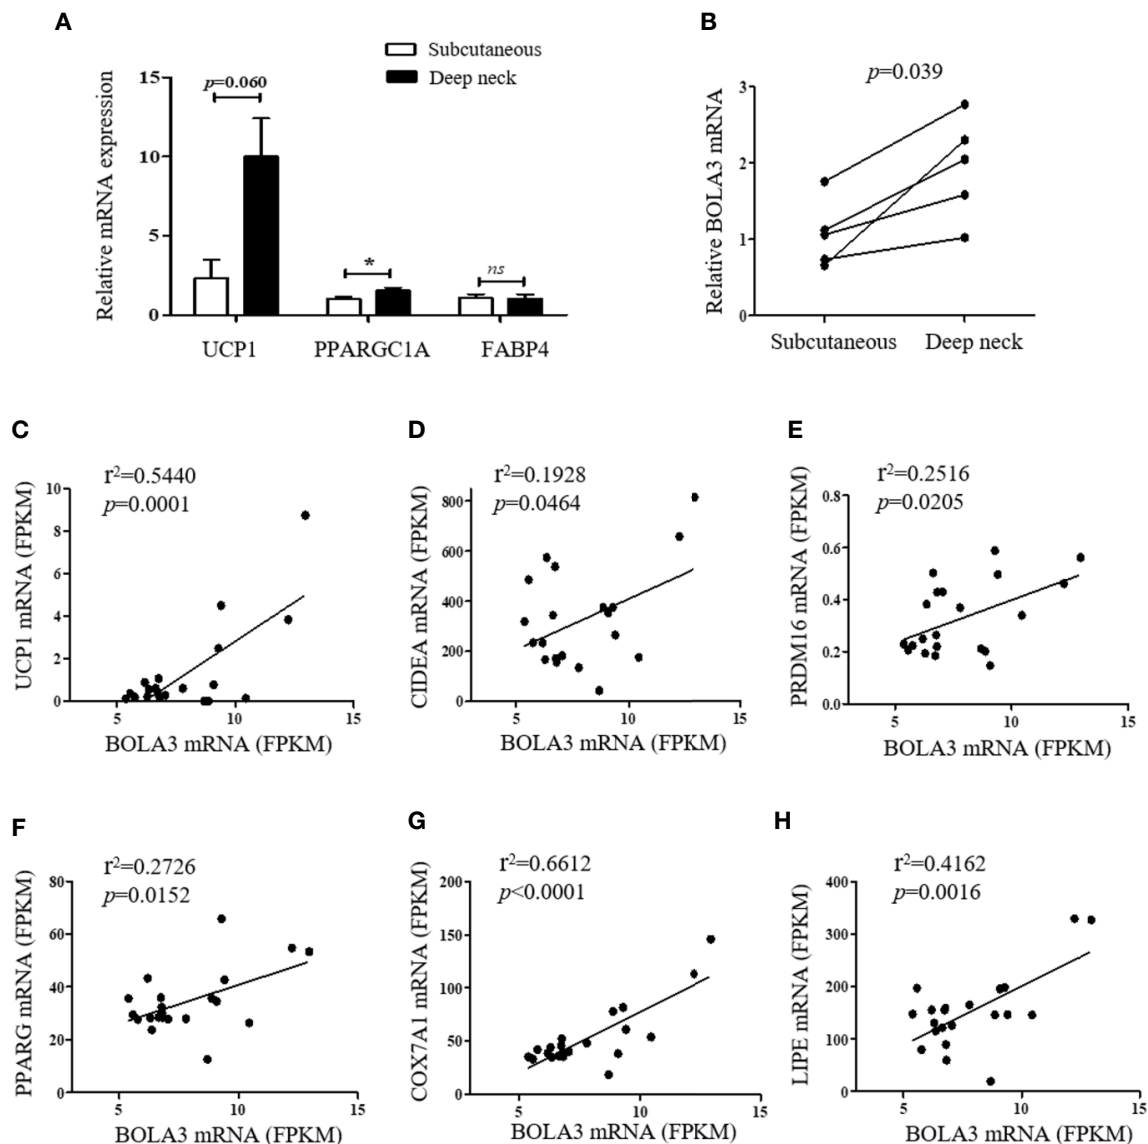 A
Subcutaneous
Deep neck
p=0.060
*
ns
Relative mRNA expression
15
10
5
0
UCP1 PPARGC1A FABP4
B
p=0.039
Relative BOLA3 mRNA
3
2
1
0
Subcutaneous Deep neck
C
r²=0.5440
p=0.0001
UCP1 mRNA (FPKM)
10
8
6
4
2
0
5 10 15
BOLA3 mRNA (FPKM)
D
r²=0.1928
p=0.0464
CIDEA mRNA (FPKM)
800
600
400
200
0
5 10 15
BOLA3 mRNA (FPKM)
E
r²=0.2516
p=0.0205
PRDM16 mRNA (FPKM)
0.8
0.6
0.4
0.2
0.0
5 10 15
BOLA3 mRNA (FPKM)
F
r²=0.2726
p=0.0152
PPARG mRNA (FPKM)
80
60
40
20
0
5 10 15
BOLA3 mRNA (FPKM)
G
r²=0.6612
p<0.0001
COX7A1 mRNA (FPKM)
200
150
100
50
0
5 10 15
BOLA3 mRNA (FPKM)
H
r²=0.4162
p=0.0016
LIPE mRNA (FPKM)
400
300
200
100
0
5 10 15
BOLA3 mRNA (FPKM)